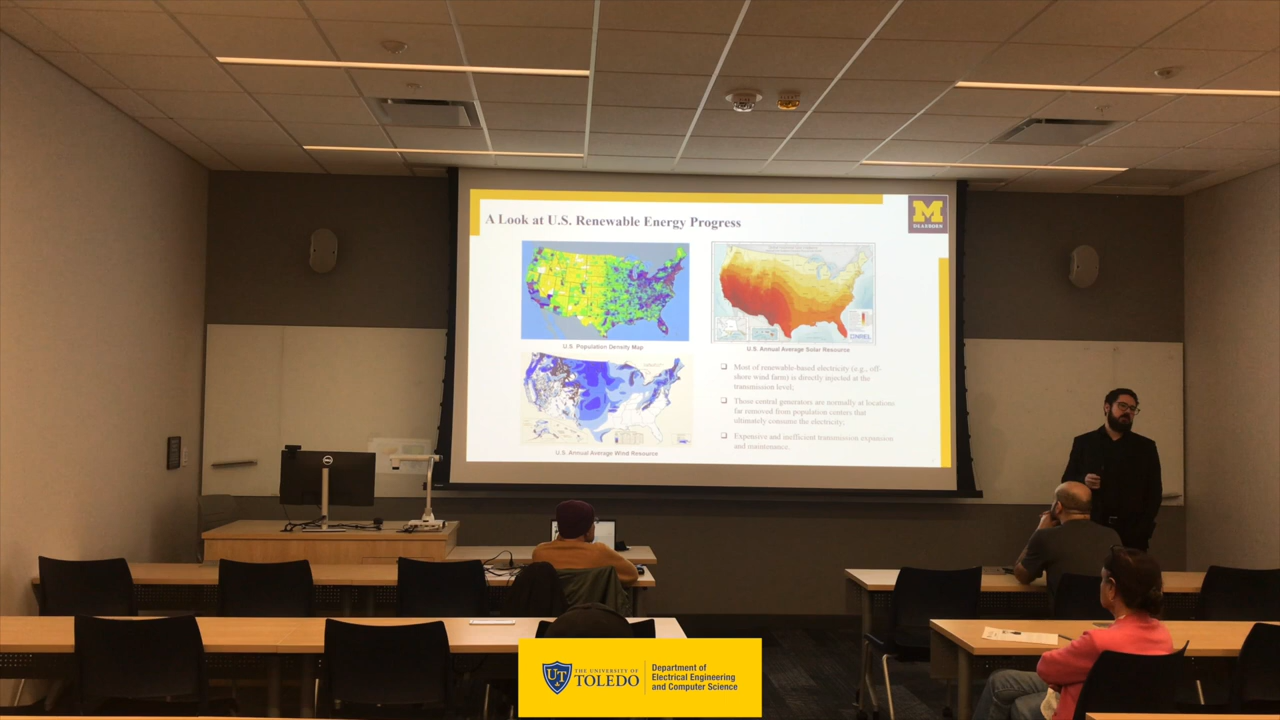 A Look at U.S. Renewable Energy Progress
M
DEARBORN
U.S. Population Density Map
U.S. Annual Average Solar Resource
NREL
Most of renewable-based electricity (e.g., off-
shore wind farm) is directly injected at the
transmission level;
Those central generators are normally at locations
far removed from population centers that
ultimately consume the electricity;
Expensive and inefficient transmission expansion
and maintenance.
U.S. Annual Average Wind Resource
DELL
UT
THE UNIVERSITY OF
TOLEDO
Department of
Electrical Engineering
and Computer Science